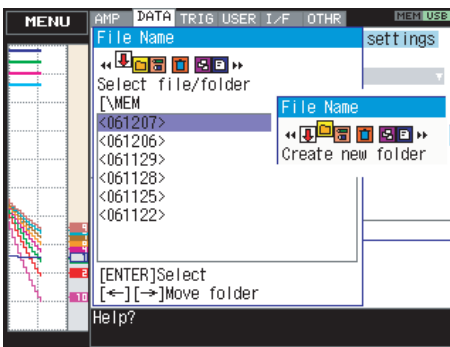 MENU
AMP DATA TRIG USER I/F OTHR
MEM USB
File Name
settings
Select file/folder
[\MEM
<061207>
<061206>
<061129>
<061128>
<061125>
<061122>
File Name
Create new folder
[ENTER]Select
[←][→]Move folder
Help?
10